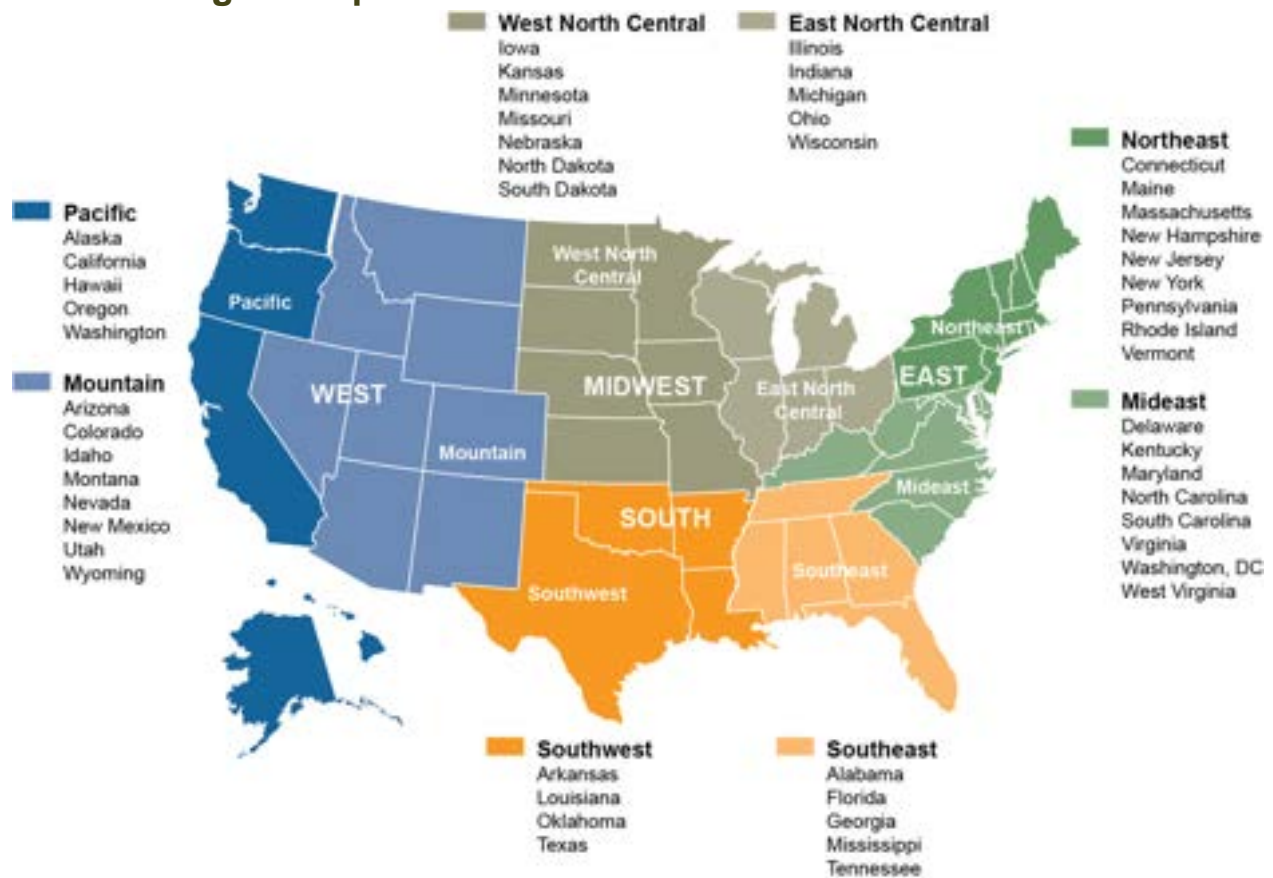 West North Central
Iowa
Kansas
Minnesota
Missouri
Nebraska
North Dakota
South Dakota
East North Central
Illinois
Indiana
Michigan
Ohio
Wisconsin
Northeast
Connecticut
Maine
Massachusetts
New Hampshire
New Jersey
New York
Pennsylvania
Rhode Island
Vermont
Pacific
Alaska
California
Hawaii
Oregon
Washington
Mountain
Arizona
Colorado
Idaho
Montana
Nevada
New Mexico
Utah
Wyoming
Mideast
Delaware
Kentucky
Maryland
North Carolina
South Carolina
Virginia
Washington, DC
West Virginia
West North
Central
Pacific
Northeast
WEST
MIDWEST
EAST
East North
Central
Mountain
Mideast
SOUTH
Southeast
Southwest
Southwest
Arkansas
Louisiana
Oklahoma
Texas
Southeast
Alabama
Florida
Georgia
Mississippi
Tennessee